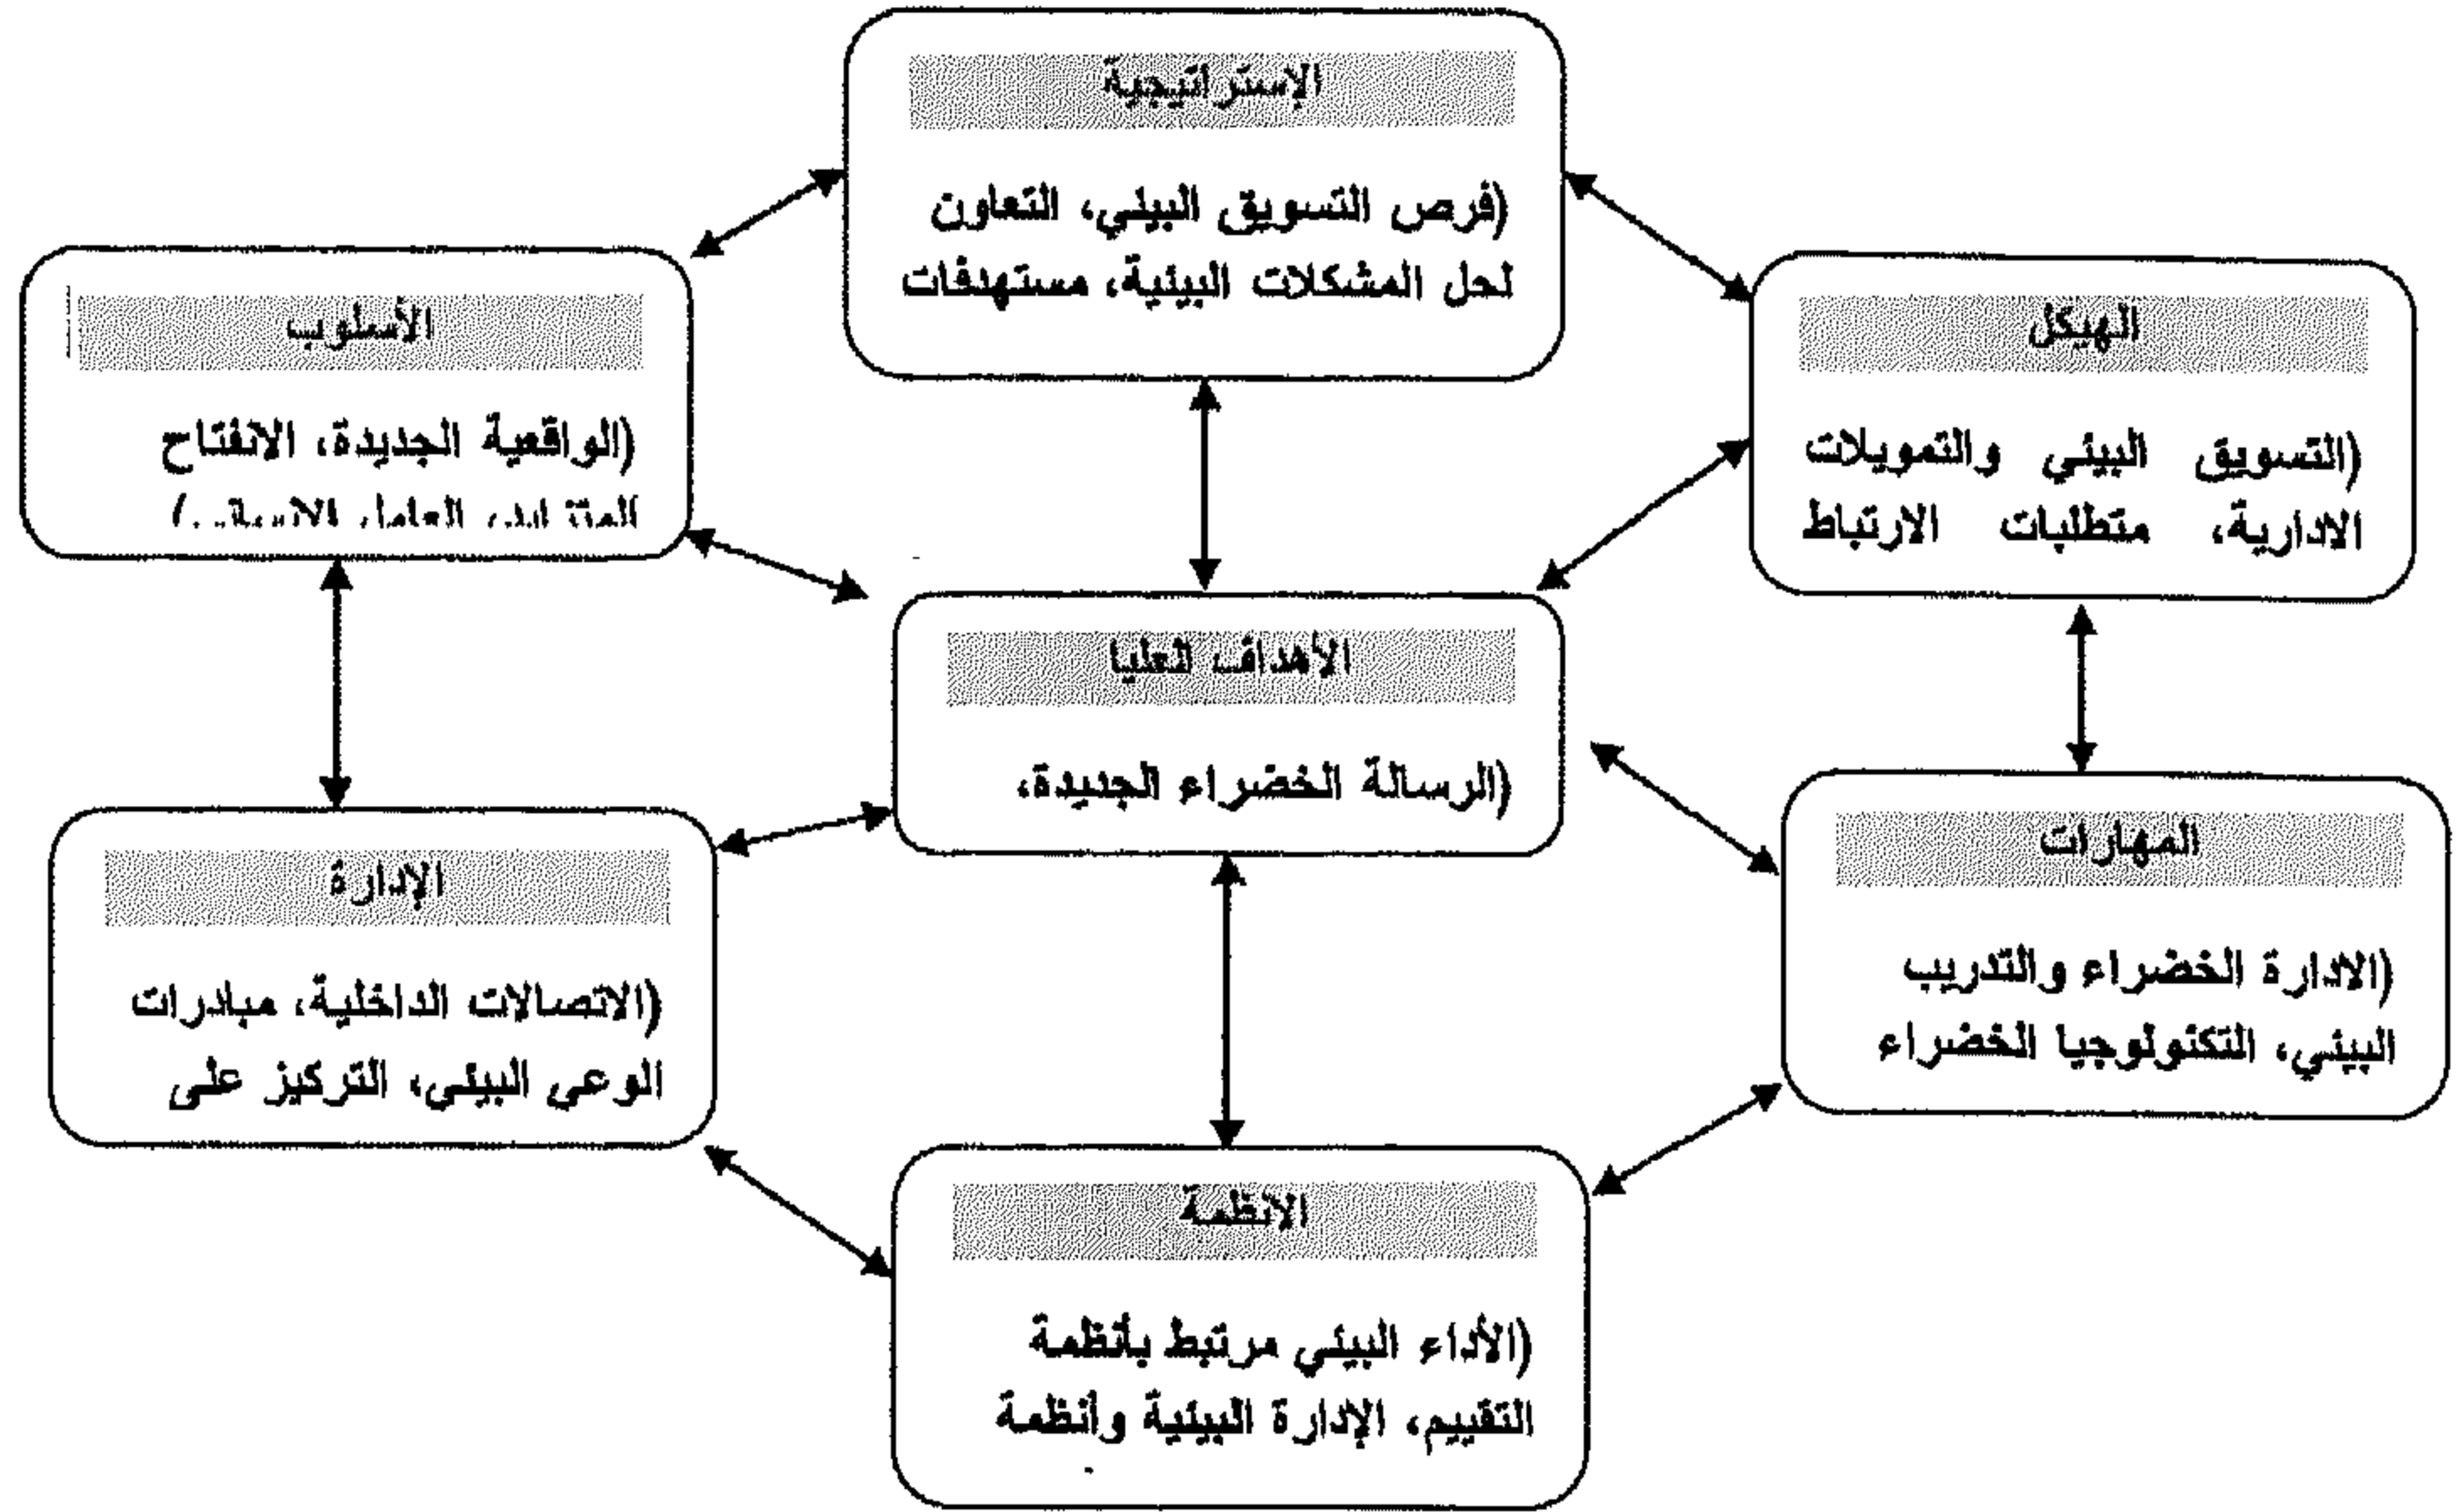 الإستراتيجية
(فرص التسويق البيئي، التعاون
لحل المشكلات البيئية، مستهدفات
الهيكل
(التسويق البيئي والتمويلات
الادارية، متطلبات الارتباط
الأسلوب
(الواقعية الجديدة، الانفتاح
العامل
الأهداف العليا
(الرسالة الخضراء الجديدة،
المهارات
(الادارة الخضراء والتدريب
البيئي، التكنولوجيا الخضراء
الإدارة
(الاتصالات الداخلية، مبادرات
الوعي البيئي، التركيز على
الانظمة
(الأداء البيئي مرتبط بأنظمة
التقييم، الإدارة البيئية وأنظمة